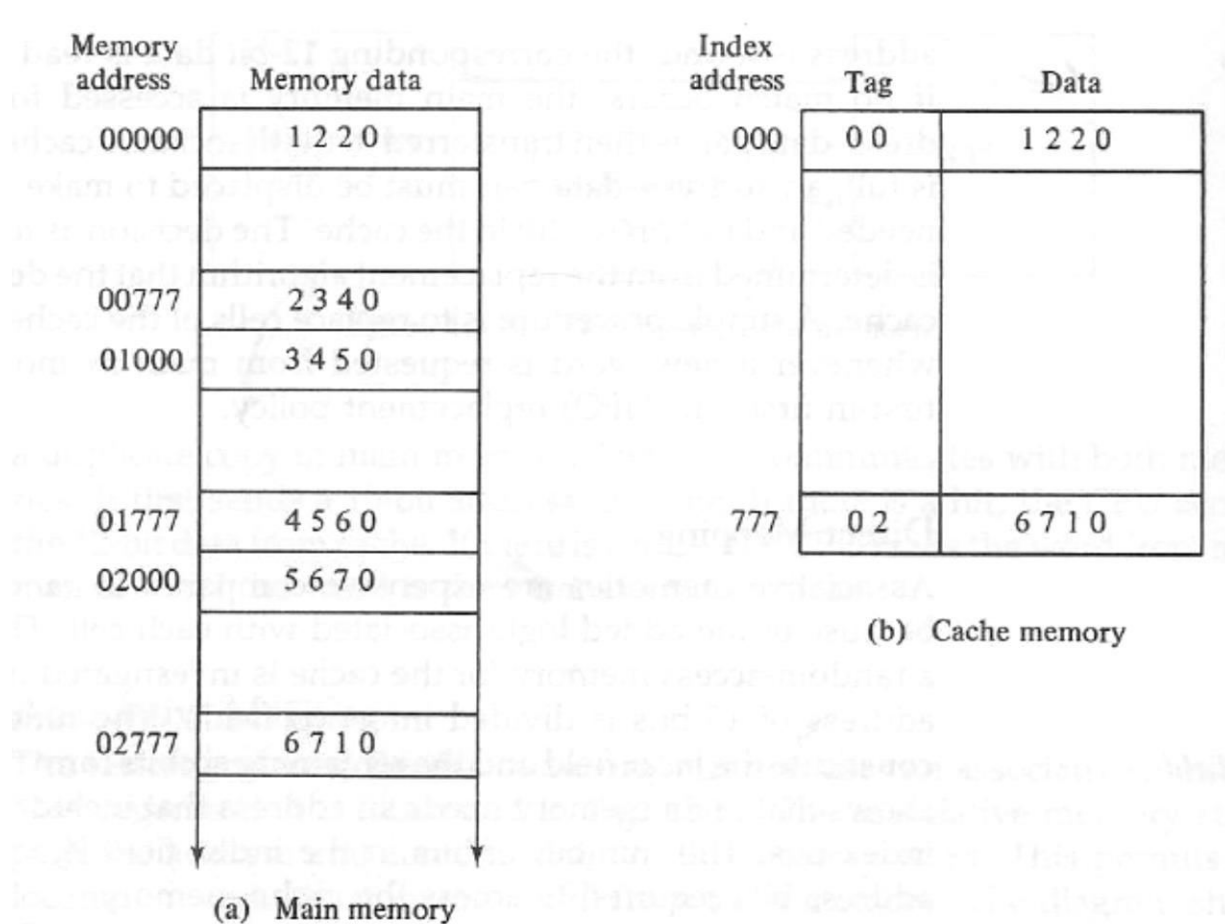 Memory address Memory data
00000 1 2 2 0
00777 2 3 4 0
01000 3 4 5 0
01777 4 5 6 0
02000 5 6 7 0
02777 6 7 1 0
(a) Main memory
Index address Tag Data
000 0 0 1 2 2 0
777 0 2 6 7 1 0
(b) Cache memory